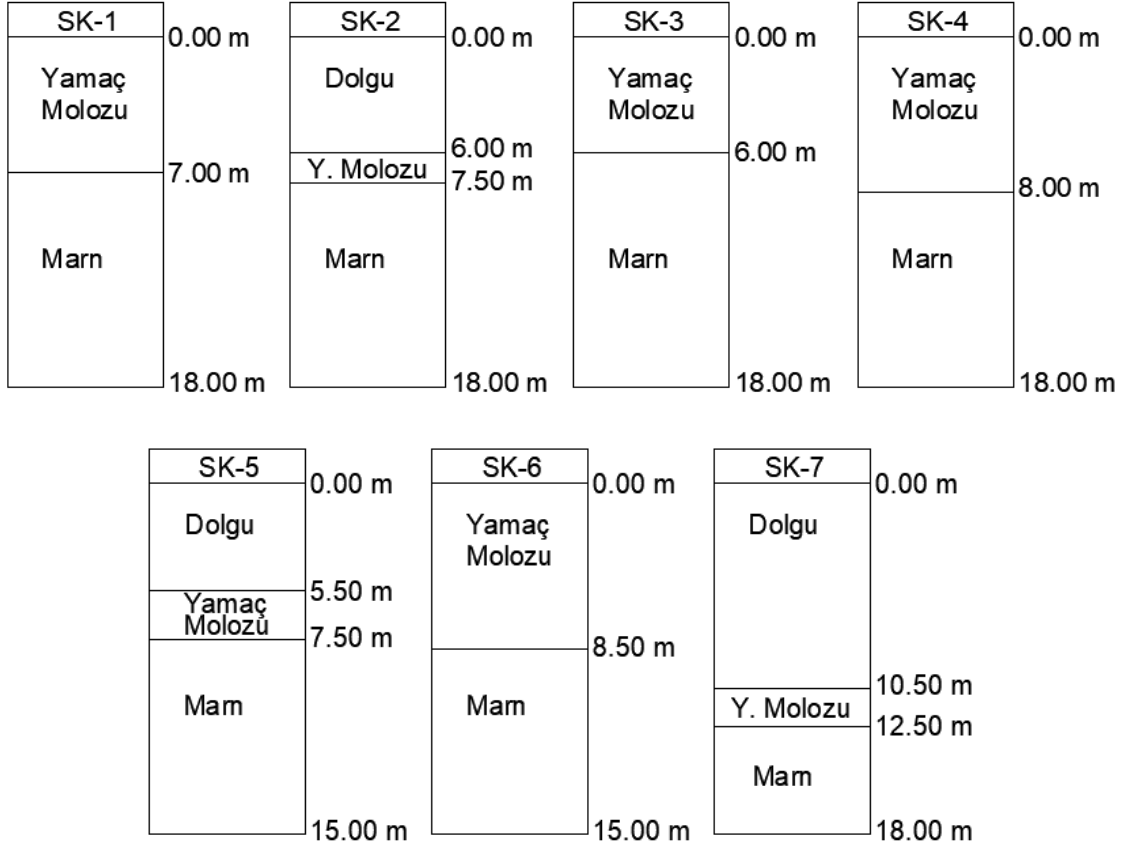 SK-1
0.00 m
Yamaç
Molozu
7.00 m
Marn
18.00 m
SK-2
0.00 m
Dolgu
6.00 m
Y. Molozu
7.50 m
Marn
18.00 m
SK-3
0.00 m
Yamaç
Molozu
6.00 m
Marn
18.00 m
SK-4
0.00 m
Yamaç
Molozu
8.00 m
Marn
18.00 m
SK-5
0.00 m
Dolgu
5.50 m
Yamaç
Molozu
7.50 m
Marn
15.00 m
SK-6
0.00 m
Yamaç
Molozu
8.50 m
Marn
15.00 m
SK-7
0.00 m
Dolgu
10.50 m
Y. Molozu
12.50 m
Marn
18.00 m